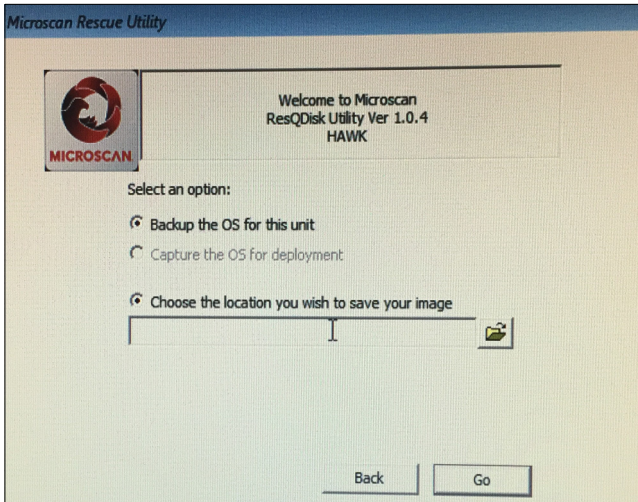 Microscan Rescue Utility
MICROSCAN
Welcome to Microscan
ResQDisk Utility Ver 1.0.4
HAWK
Select an option:
Backup the OS for this unit
Capture the OS for deployment
Choose the location you wish to save your image
Back
Go